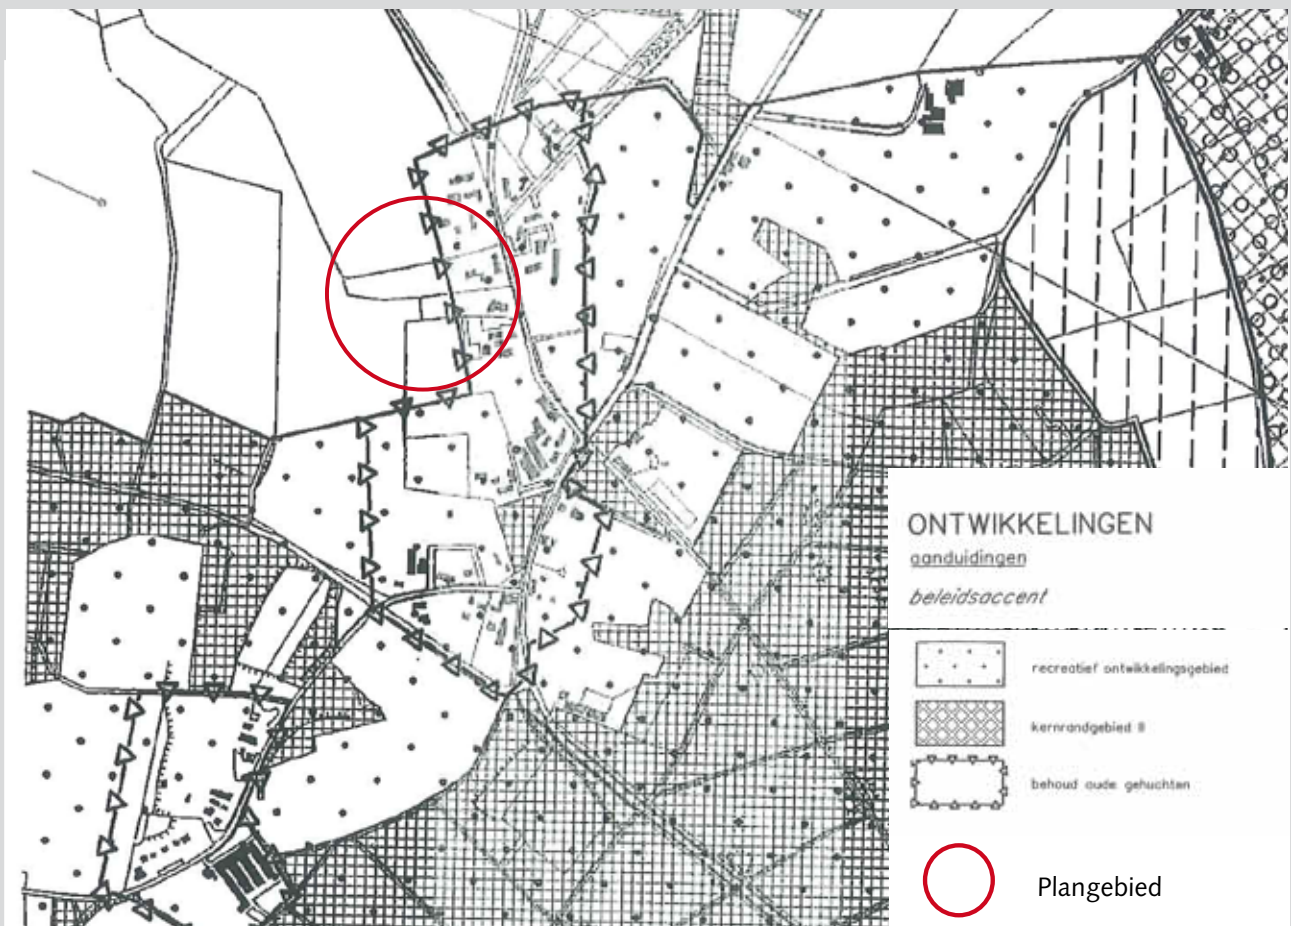 ONTWIKKELINGEN
aanduidingen
beleidsaccent
recreatief ontwikkelingsgebied
kernrandgebied II
behoud oude gehuchten
Plangebied